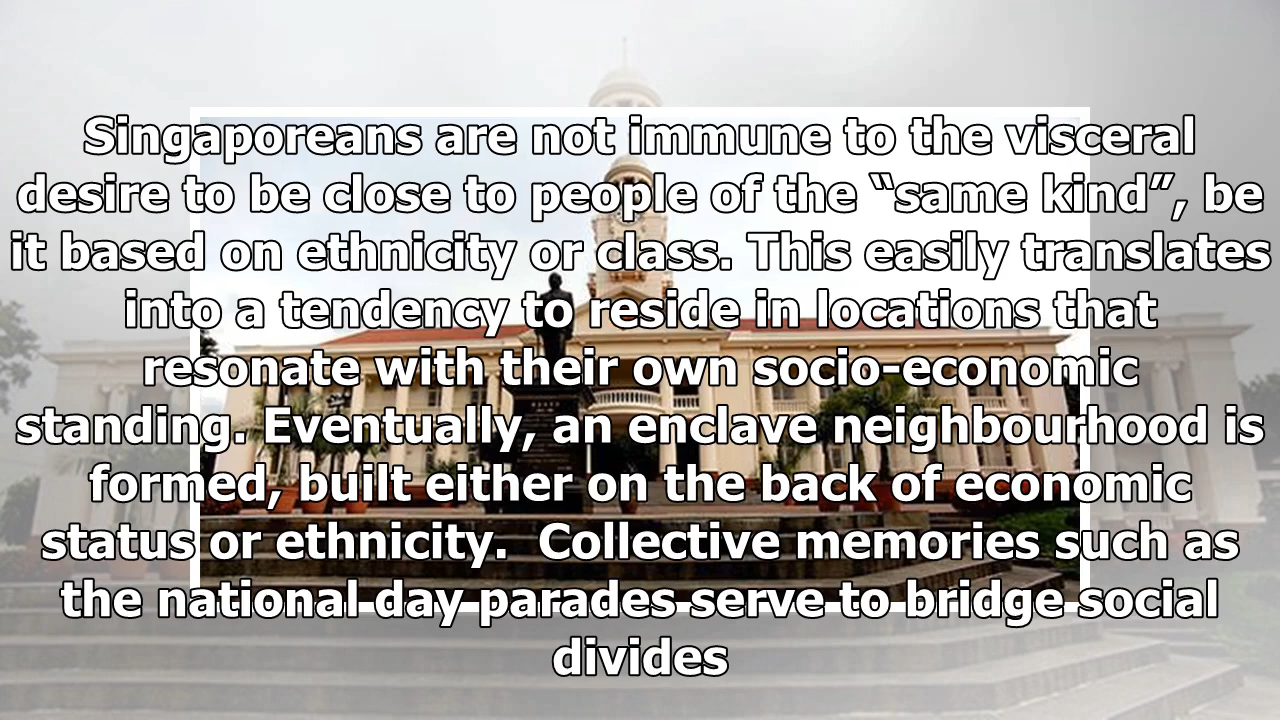 Singaporeans are not immune to the visceral
desire to be close to people of the “same kind”, be
it based on ethnicity or class. This easily translates
into a tendency to reside in locations that
resonate with their own socio-economic
standing. Eventually, an enclave neighbourhood is
formed, built either on the back of economic
status or ethnicity.  Collective memories such as
the national day parades serve to bridge social
divides